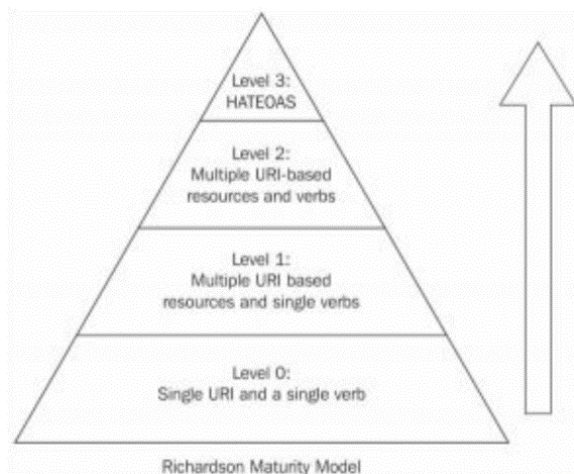 Level 3:
HATEOAS
Level 2:
Multiple URI-based
resources and verbs
Level 1:
Multiple URI based
resources and single verbs
Level 0:
Single URI and a single verb
Richardson Maturity Model